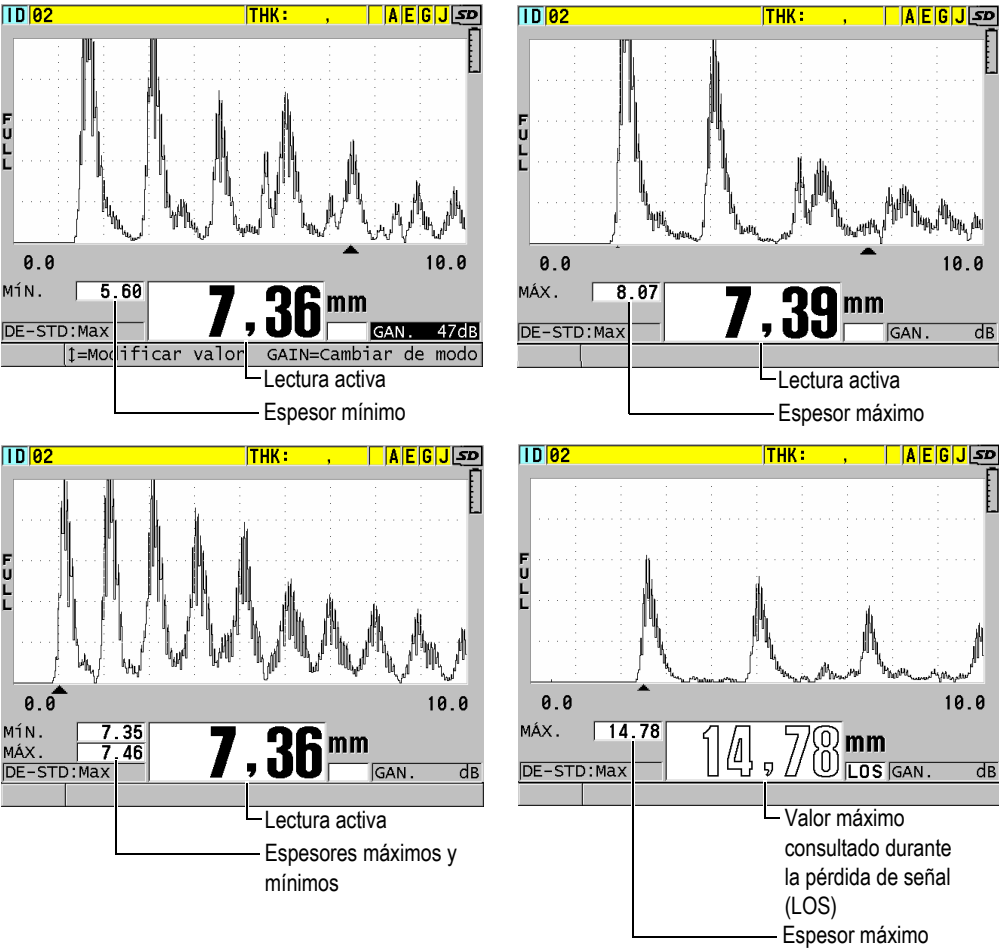 ID 02 THK: , A E G J SD
FULL
0.0 10.0
MÍN. 5.60 7,36 mm
DE-STD:Max GAN. 47dB
↕=Modificar valor GAIN=Cambiar de modo
Lectura activa
Espesor mínimo
ID 02 THK: , A E G J SD
FULL
0.0 10.0
MÁX. 8.07 7,39 mm
DE-STD:Max GAN. dB
Lectura activa
Espesor máximo
ID 02 THK: , A E G J SD
FULL
0.0 10.0
MÍN. 7.35
MÁX. 7.46 7,36 mm
DE-STD:Max GAN. dB
Lectura activa
Espesores máximos y
mínimos
ID 02 THK: , A E G J SD
FULL
0.0 10.0
MÁX. 14.78 14,78 mm
DE-STD:Max LOS GAN. dB
Valor máximo
consultado durante
la pérdida de señal
(LOS)
Espesor máximo